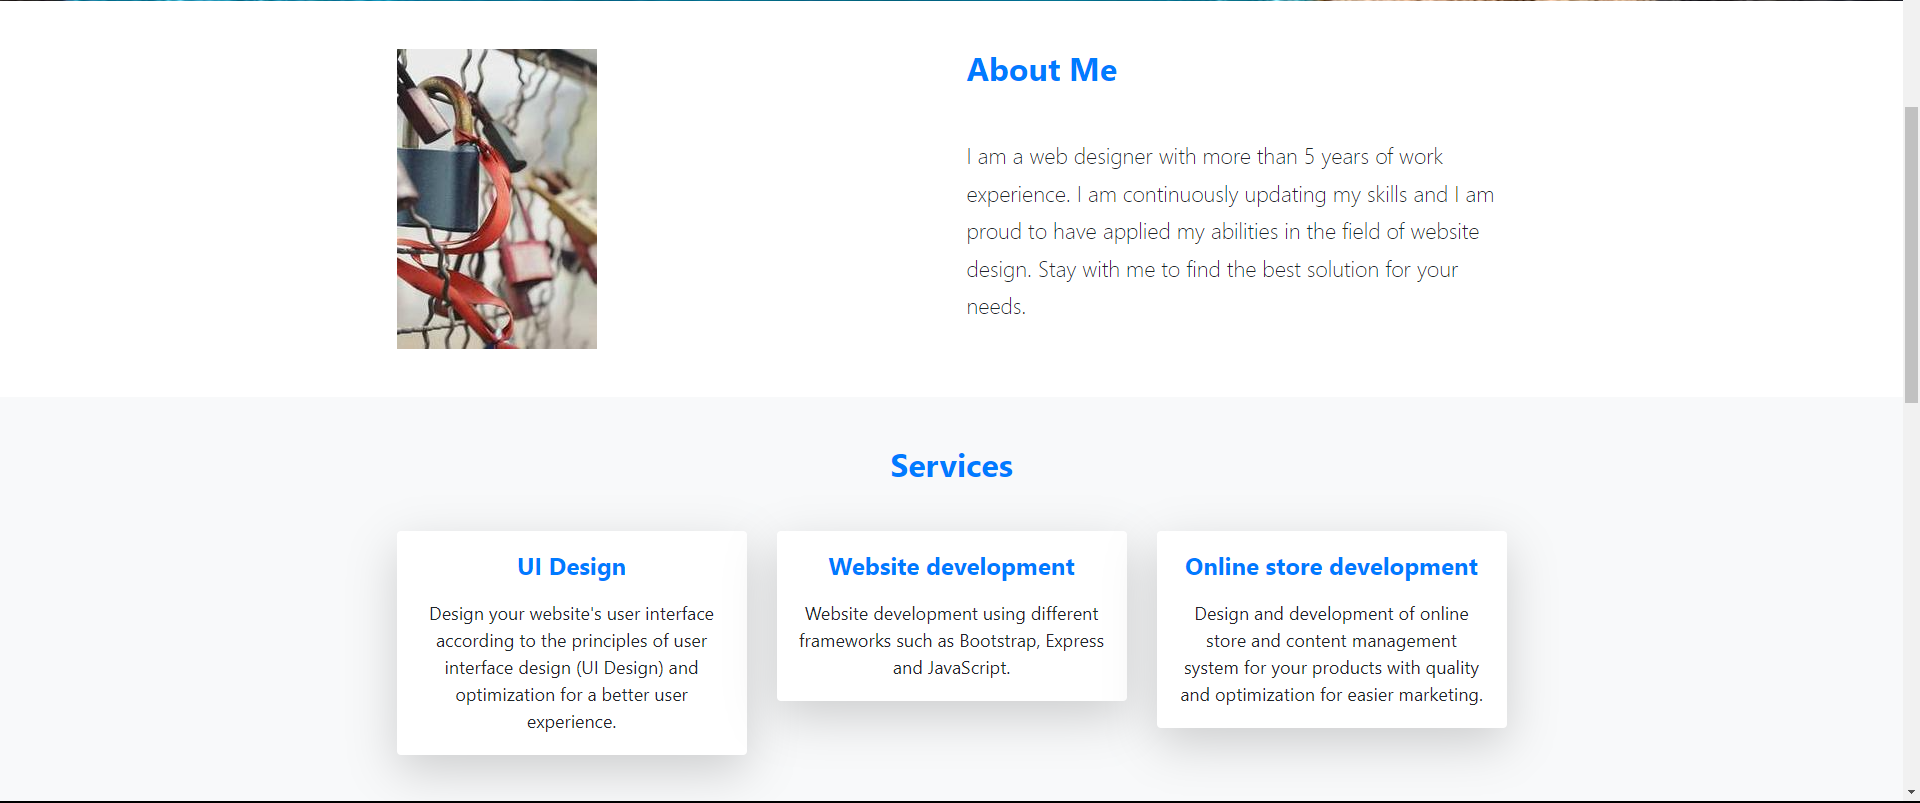 About Me
I am a web designer with more than 5 years of work
experience. I am continuously updating my skills and I am
proud to have applied my abilities in the field of website
design. Stay with me to find the best solution for your
needs.
Services
UI Design
Design your website's user interface
according to the principles of user
interface design (UI Design) and
optimization for a better user
experience.
Website development
Website development using different
frameworks such as Bootstrap, Express
and JavaScript.
Online store development
Design and development of online
store and content management
system for your products with quality
and optimization for easier marketing.